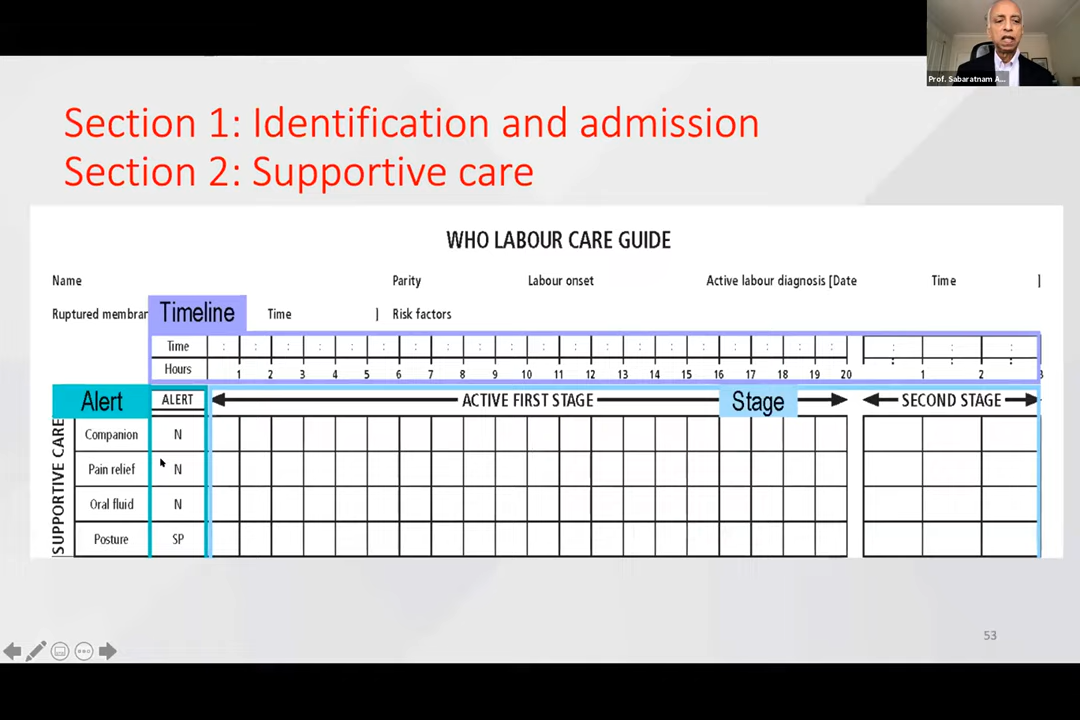 Prof. Sabaratnam A...
Section 1: Identification and admission
Section 2: Supportive care
WHO LABOUR CARE GUIDE
Name Parity Labour onset Active labour diagnosis [Date Time ]
Ruptured membran Timeline Time ] Risk factors
Time : : : : : : : : : : : : : : : : : : : : : : :
Hours 1 2 3 4 5 6 7 8 9 10 11 12 13 14 15 16 17 18 19 20 1 2 3
Alert ALERT ACTIVE FIRST STAGE Stage SECOND STAGE
SUPPORTIVE CARE
Companion N
Pain relief N
Oral fluid N
Posture SP
53